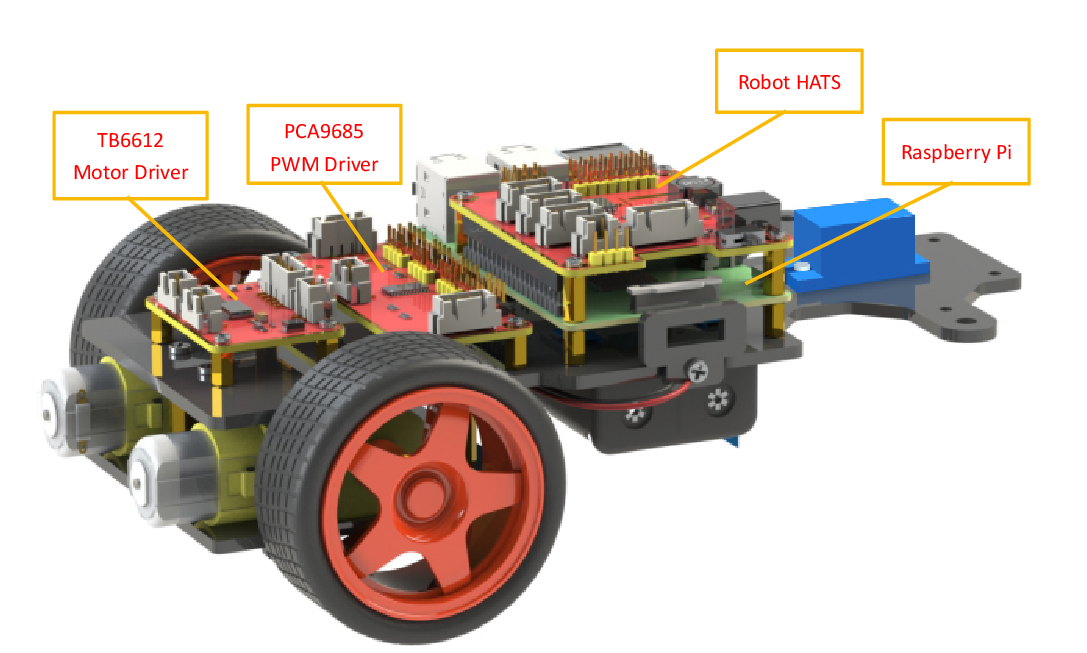 Robot HATS
TB6612
Motor Driver
PCA9685
PWM Driver
Raspberry Pi